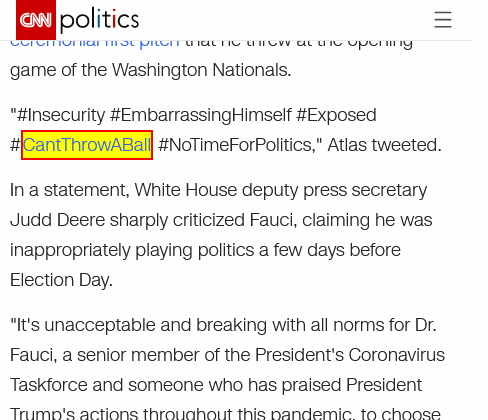 CNN politics
ceremonial first pitch that he threw at the opening
game of the Washington Nationals.
"#Insecurity #EmbarrassingHimself #Exposed
#CantThrowABall #NoTimeForPolitics," Atlas tweeted.
In a statement, White House deputy press secretary
Judd Deere sharply criticized Fauci, claiming he was
inappropriately playing politics a few days before
Election Day.
"It's unacceptable and breaking with all norms for Dr.
Fauci, a senior member of the President's Coronavirus
Taskforce and someone who has praised President
Trump's actions throughout this pandemic, to choose